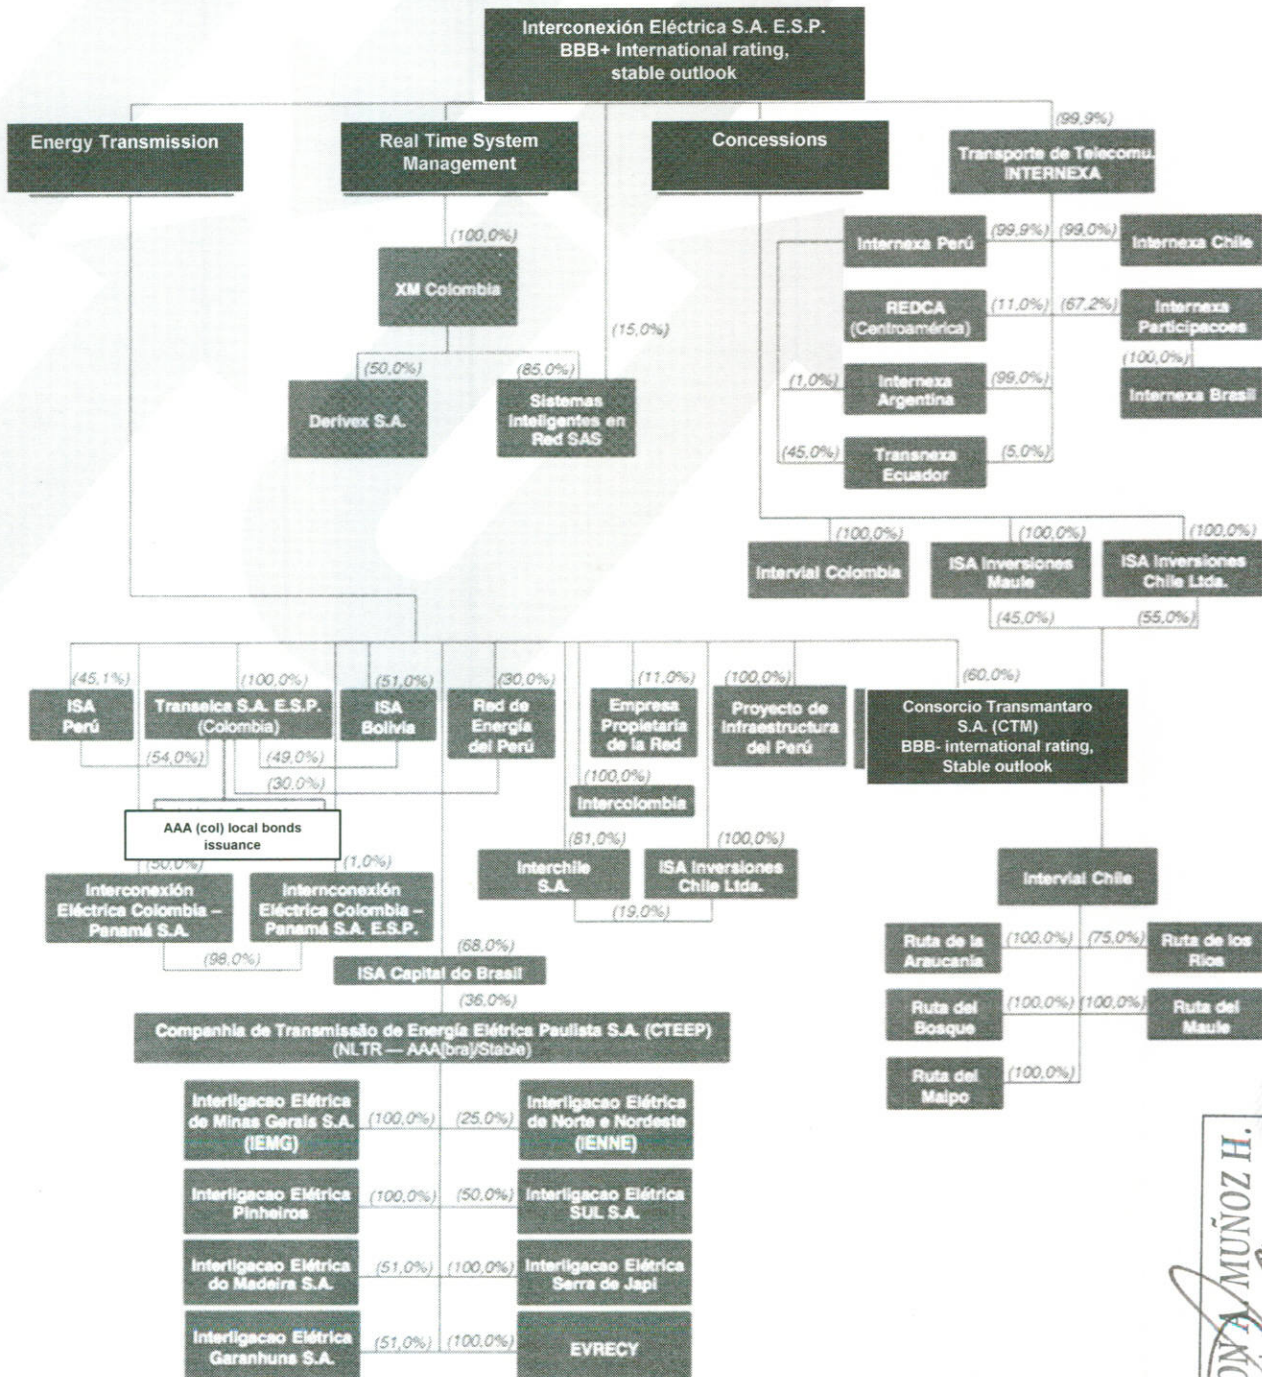 Interconexión Eléctrica S.A. E.S.P.
BBB+ International rating,
stable outlook
Energy Transmission
Real Time System
Management
Concessions
(99,9%)
Transporte de Telecomu.
INTERNEXA
(100,0%)
XM Colombia
(50,0%)
(85,0%)
(15,0%)
Derivex S.A.
Sistemas
Inteligentes en
Red SAS
Internexa Perú
(99,9%)
(99,0%)
Internexa Chile
REDCA
(Centroamérica)
(11,0%)
(67,2%)
Internexa
Participacoes
(100,0%)
Internexa Brasil
(1,0%)
Internexa
Argentina
(99,0%)
(45,0%)
Transnexa
Ecuador
(5,0%)
(100,0%)
(100,0%)
(100,0%)
Intervial Colombia
ISA Inversiones
Maule
ISA Inversiones
Chile Ltda.
(45,0%)
(55,0%)
(45,1%)
(100,0%)
(51,0%)
(30,0%)
(11,0%)
(100,0%)
(60,0%)
ISA
Perú
Transelca S.A. E.S.P.
(Colombia)
ISA
Bolivia
Red de
Energía
del Perú
Empresa
Propietaria
de la Red
Proyecto de
Infraestructura
del Perú
Consorcio Transmantaro
S.A. (CTM)
BBB- international rating,
Stable outlook
(54,0%)
(49,0%)
(30,0%)
(100,0%)
Intercolombia
AAA (col) local bonds
issuance
(50,0%)
(1,0%)
(81,0%)
(100,0%)
Interconexión
Eléctrica Colombia –
Panamá S.A.
Internconexión
Eléctrica Colombia –
Panamá S.A. E.S.P.
(98,0%)
Interchile
S.A.
ISA Inversiones
Chile Ltda.
(19,0%)
Intervial Chile
(68,0%)
ISA Capital do Brasil
(36,0%)
Companhia de Transmissão de Energía Elétrica Paulista S.A. (CTEEP)
(NLTR — AAA[bra]/Stable)
Ruta de la
Araucanía
(100,0%)
(75,0%)
Ruta de los
Ríos
Ruta del
Bosque
(100,0%)
(100,0%)
Ruta del
Maule
Ruta del
Maipo
(100,0%)
Interligacao Elétrica
de Minas Gerais S.A.
(IEMG)
(100,0%)
(25,0%)
Interligacao Elétrica
de Norte e Nordeste
(IENNE)
Interligacao Elétrica
Pinheiros
(100,0%)
(50,0%)
Interligacao Elétrica
SUL S.A.
Interligacao Elétrica
do Madeira S.A.
(51,0%)
(100,0%)
Interligacao Elétrica
Serra de Japi
Interligacao Elétrica
Garanhuns S.A.
(51,0%)
(100,0%)
EVRECY
A. MUÑOZ H.